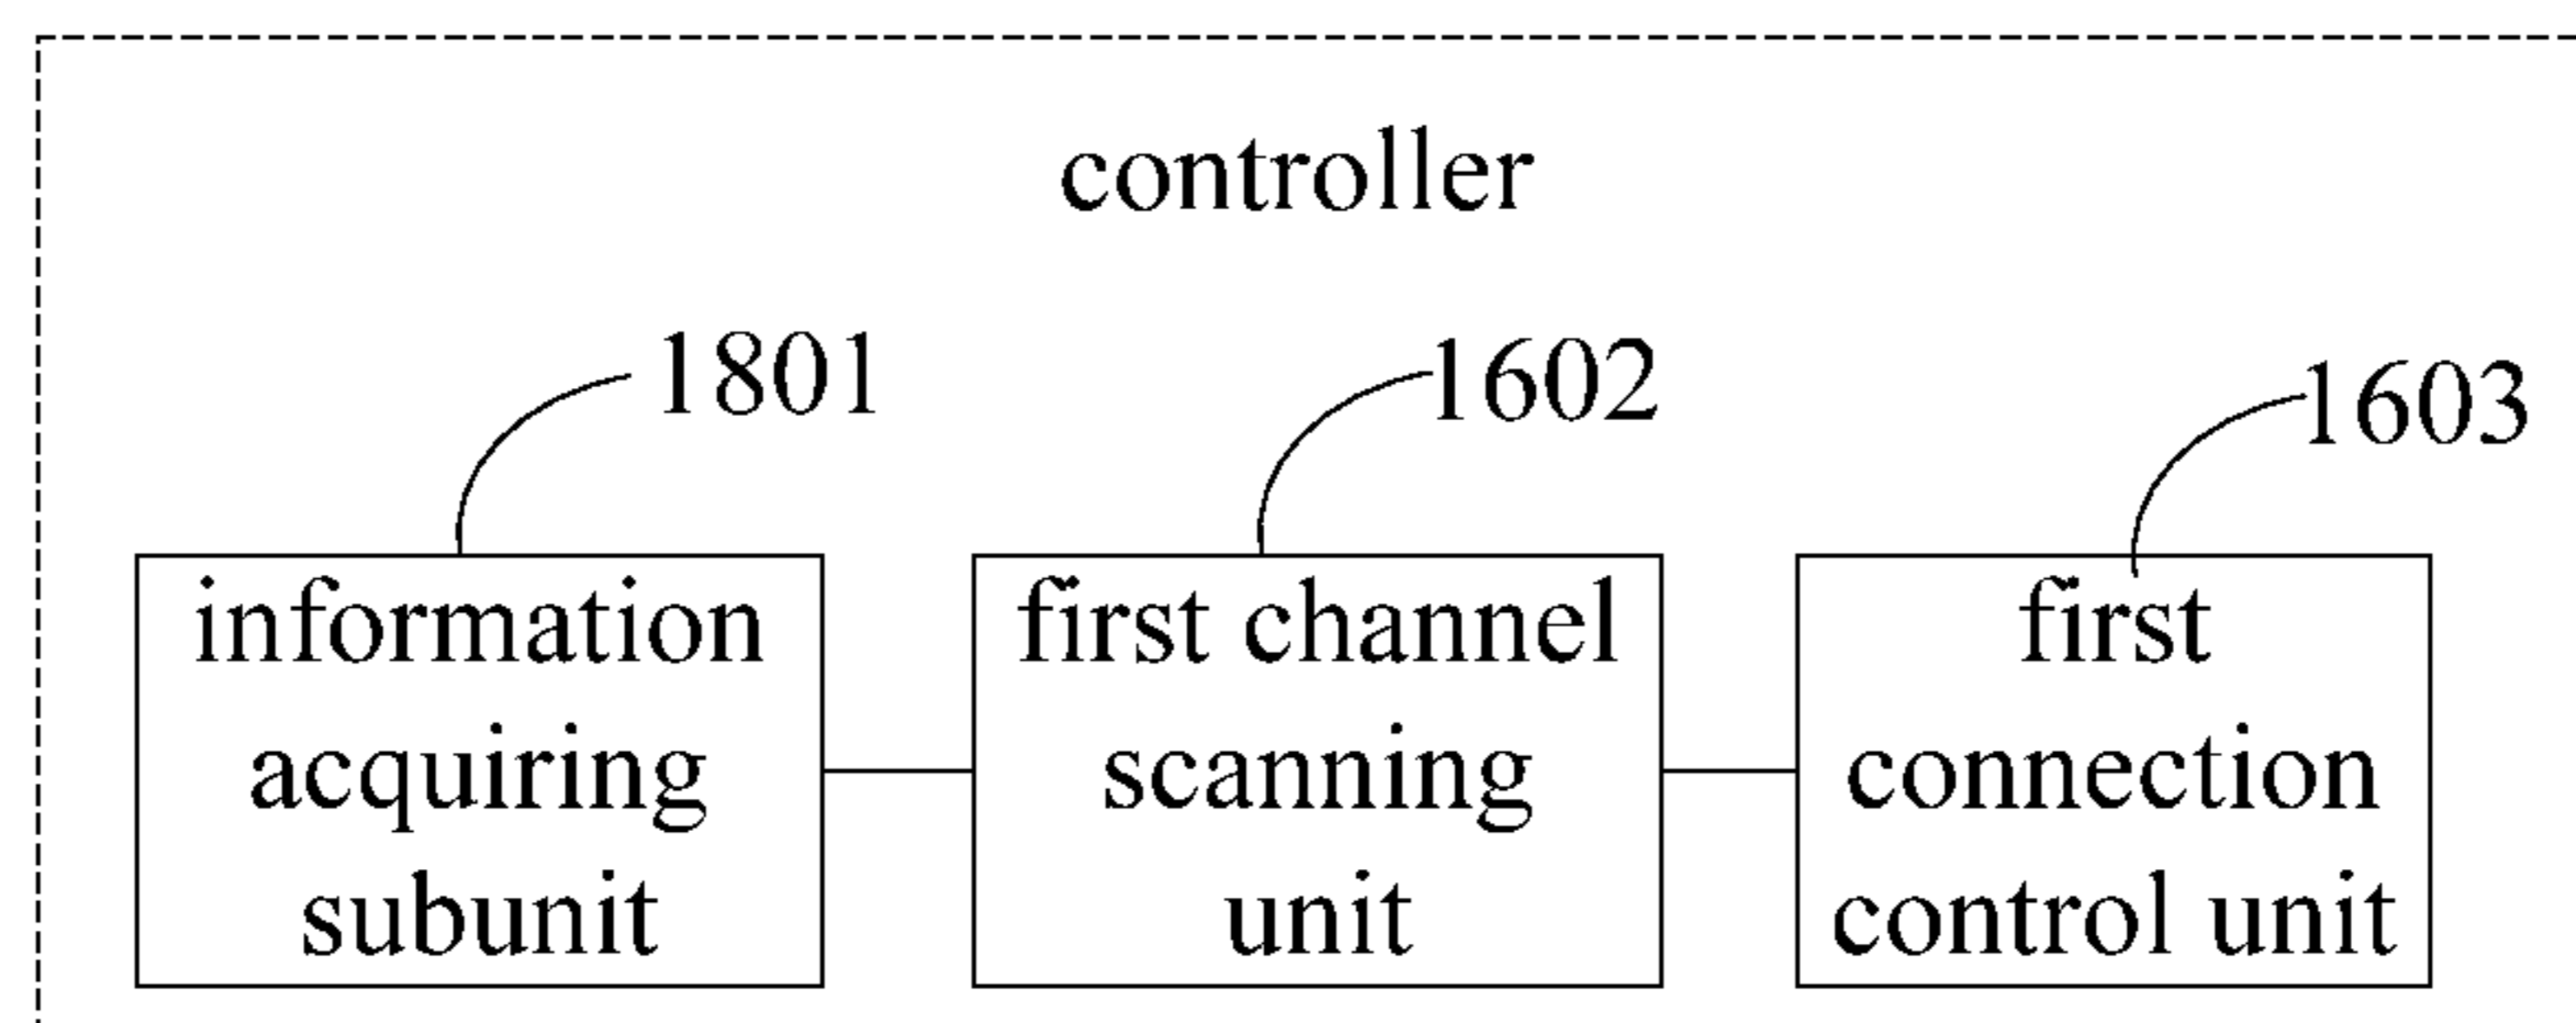 controller
1801
1602
1603
information
acquiring
subunit
first channel
scanning
unit
first
connection
control unit